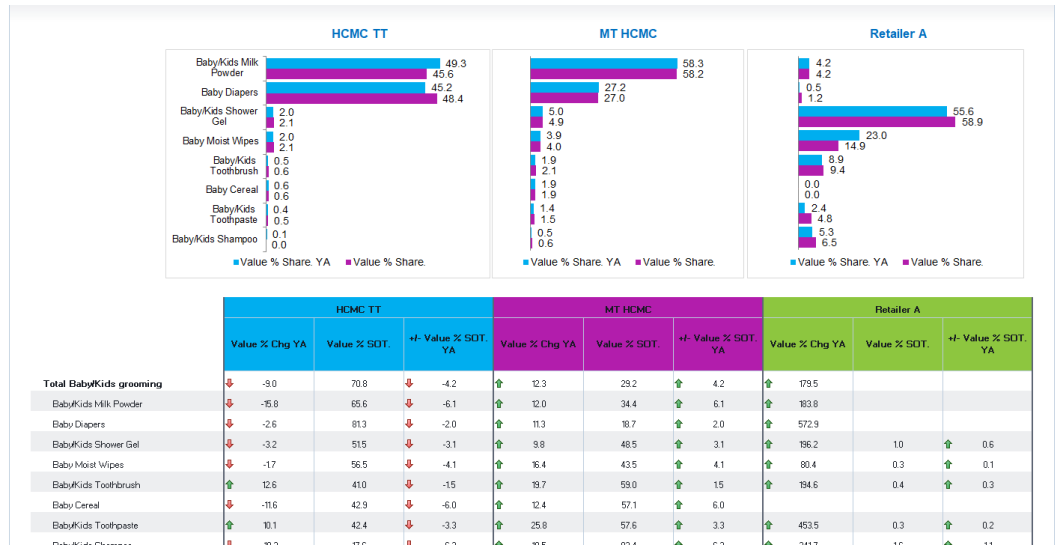 HCMC TT MT HCMC Retailer A
Baby/Kids Milk 49.3 58.3 4.2
Powder 45.6 58.2 4.2
Baby Diapers 45.2 27.2 0.5
48.4 27.0 1.2
Baby/Kids Shower 2.0 5.0 55.6
Gel 2.1 4.9 58.9
Baby Moist Wipes 2.0 3.9 23.0
2.1 4.0 14.9
Baby/Kids 0.5 1.9 8.9
Toothbrush 0.6 2.1 9.4
Baby Cereal 0.6 1.9 0.0
0.6 1.9 0.0
Baby/Kids 0.4 1.4 2.4
Toothpaste 0.5 1.5 4.8
Baby/Kids Shampoo 0.1 0.5 5.3
0.0 0.6 6.5
Value % Share. YA Value % Share. Value % Share. YA Value % Share. Value % Share. YA Value % Share.
HCMC TT MT HCMC Retailer A
Value % Chg YA Value % SOT. +/- Value % SOT. YA Value % Chg YA Value % SOT. +/- Value % SOT. YA Value % Chg YA Value % SOT. +/- Value % SOT. YA
Total Baby/Kids grooming -9.0 70.8 -4.2 12.3 29.2 4.2 179.5
Baby/Kids Milk Powder -15.8 65.6 -6.1 12.0 34.4 6.1 183.8
Baby Diapers -2.6 81.3 -2.0 11.3 18.7 2.0 572.9
Baby/Kids Shower Gel -3.2 51.5 -3.1 9.8 48.5 3.1 196.2 1.0 0.6
Baby Moist Wipes -1.7 56.5 -4.1 16.4 43.5 4.1 80.4 0.3 0.1
Baby/Kids Toothbrush 12.6 41.0 -1.5 19.7 59.0 1.5 194.6 0.4 0.3
Baby Cereal -11.6 42.9 -6.0 12.4 57.1 6.0
Baby/Kids Toothpaste 10.1 42.4 -3.3 25.8 57.6 3.3 453.5 0.3 0.2